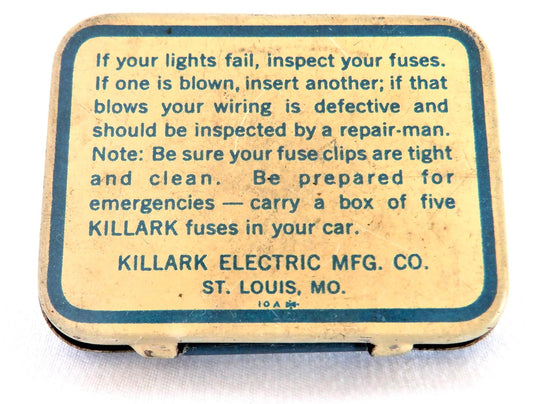 If your lights fail, inspect your fuses.
If one is blown, insert another; if that
blows your wiring is defective and
should be inspected by a repair-man.
Note: Be sure your fuse clips are tight
and clean. Be prepared for
emergencies — carry a box of five
KILLARK fuses in your car.
KILLARK ELECTRIC MFG. CO.
ST. LOUIS, MO.
10 A